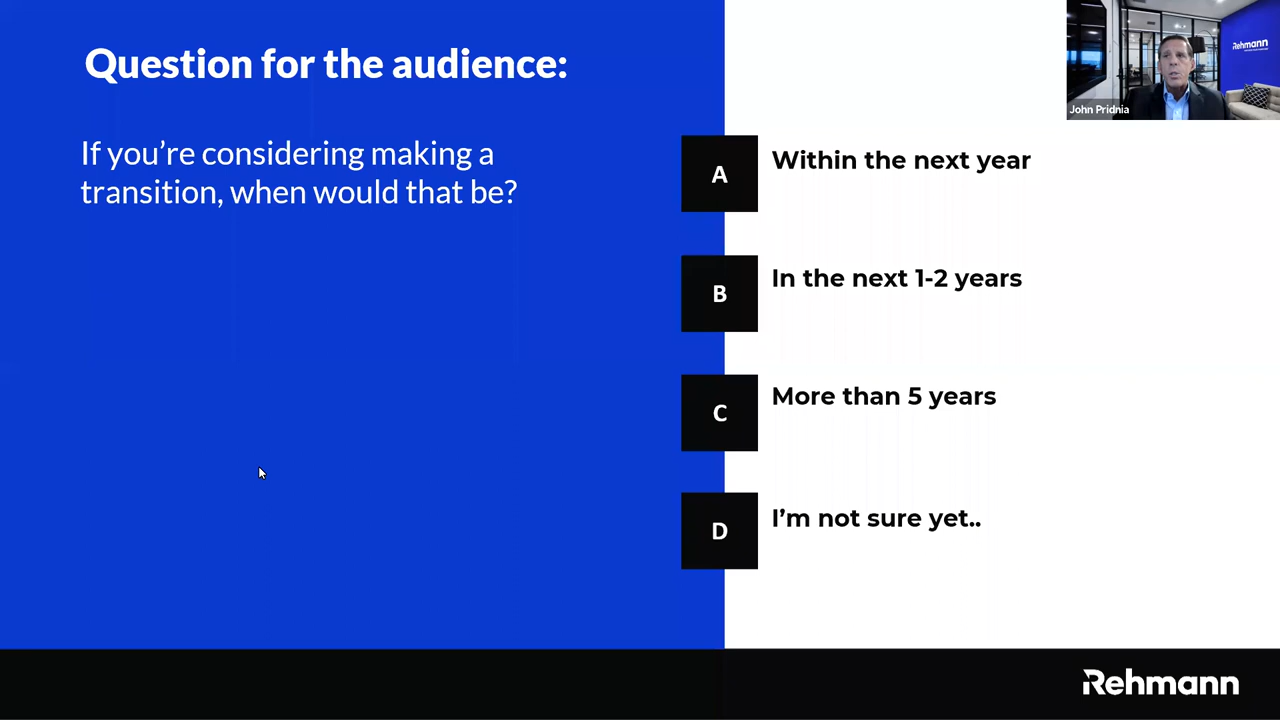 Question for the audience:
If you’re considering making a
transition, when would that be?
A
Within the next year
B
In the next 1-2 years
C
More than 5 years
D
I’m not sure yet..
Rehmann
John Pridnia
Rehmann